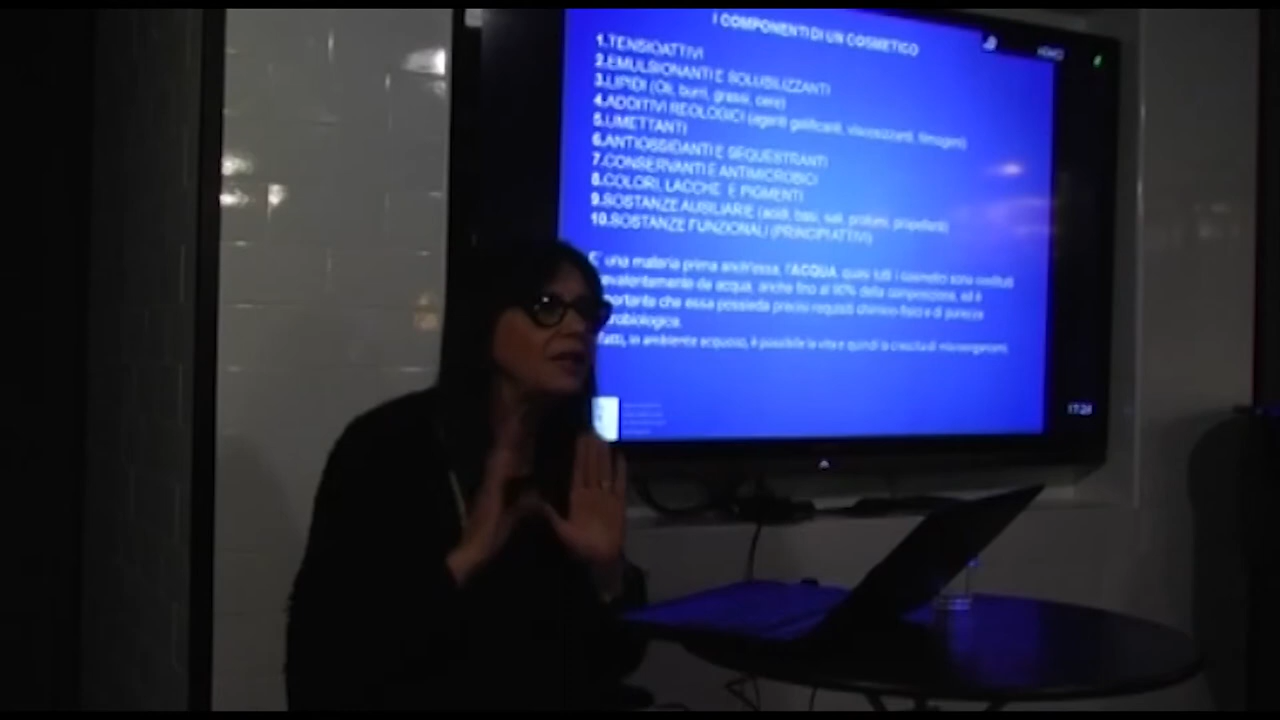 I COMPONENTI DI UN COSMETICO
1.TENSIOATTIVI
2.EMULSIONANTI E SOLUBILIZZANTI
3.LIPIDI (Oli, burri, grassi, cere)
4.ADDITIVI REOLOGICI (agenti gelificanti, viscosizzanti, filmogeni)
5.UMETTANTI
6.ANTIOSSIDANTI E SEQUESTRANTI
7.CONSERVANTI E ANTIMICROBICI
8.COLORI, LACCHE E PIGMENTI
9.SOSTANZE AUSILIARIE (acidi, basi, sali, profumi, propellenti)
10.SOSTANZE FUNZIONALI (PRINCIPI ATTIVI)
E' una materia prima anch'essa, l'ACQUA, quasi tutti i cosmetici sono costituiti
da acqua, anche fino al 90% della composizione, ed è
che essa possieda precisi requisiti chimico-fisici e di purezza
in ambiente acquoso, è possibile la vita e quindi la crescita di microorganismi
17:24